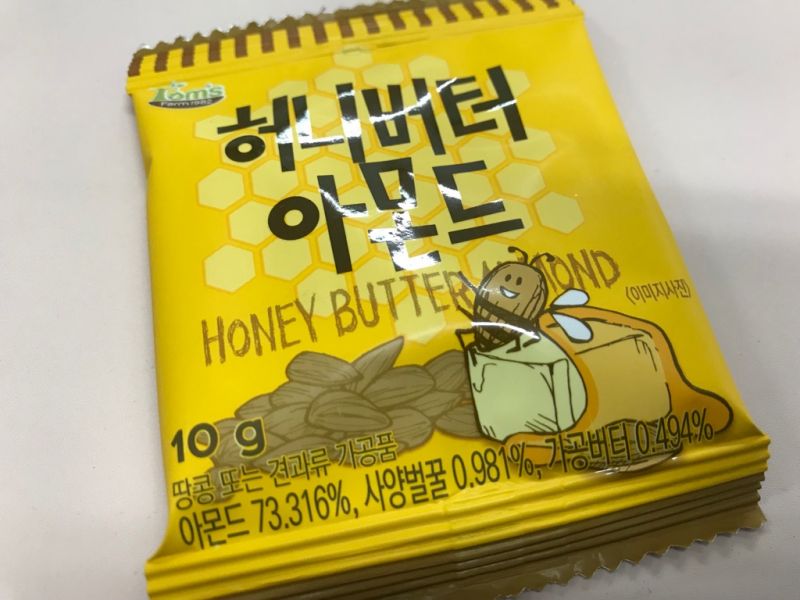 Tom's
Farm 1982
허니버터
아몬드
HONEY BUTTER ALMOND
(이미지사진)
10 g
땅콩 또는 견과류 가공품
아몬드 73.316%, 사양벌꿀 0.981%, 가공버터 0.494%